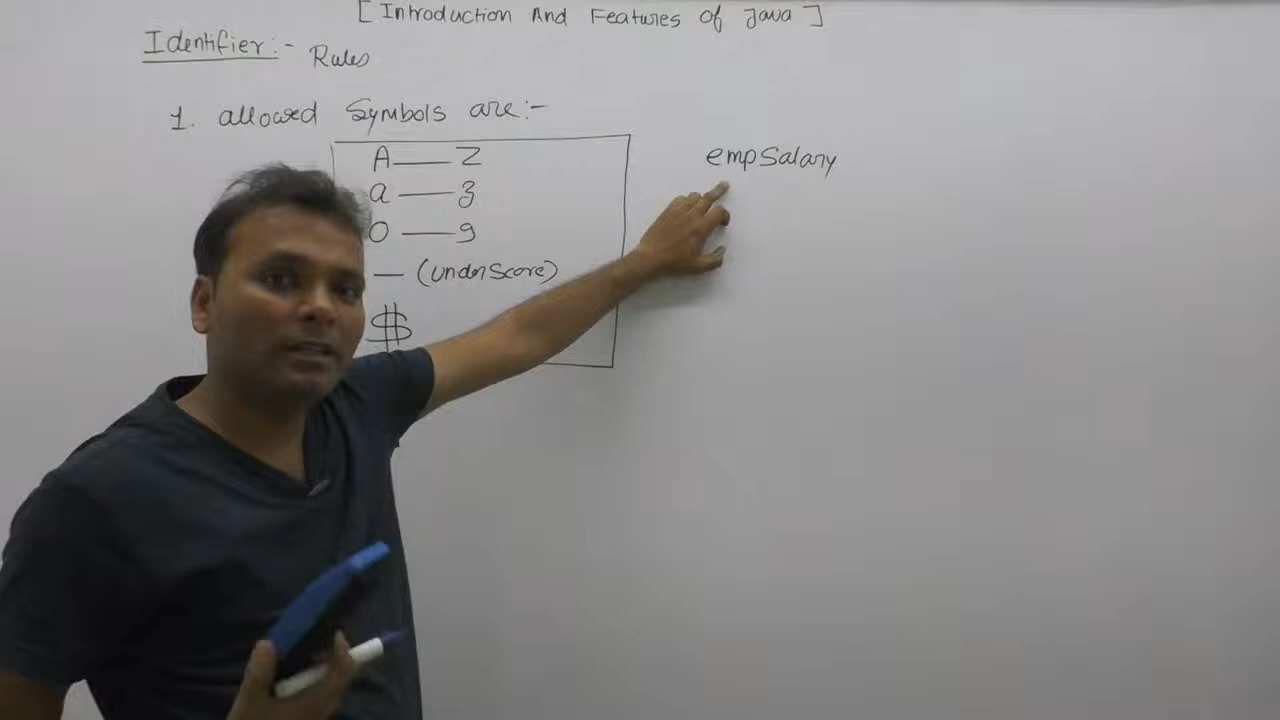 [ Introduction And Features of Java ]
Identifier:- Rules
1. allowed Symbols are:-
A — Z
a — z
0 — 9
— (underscore)
$
empSalary